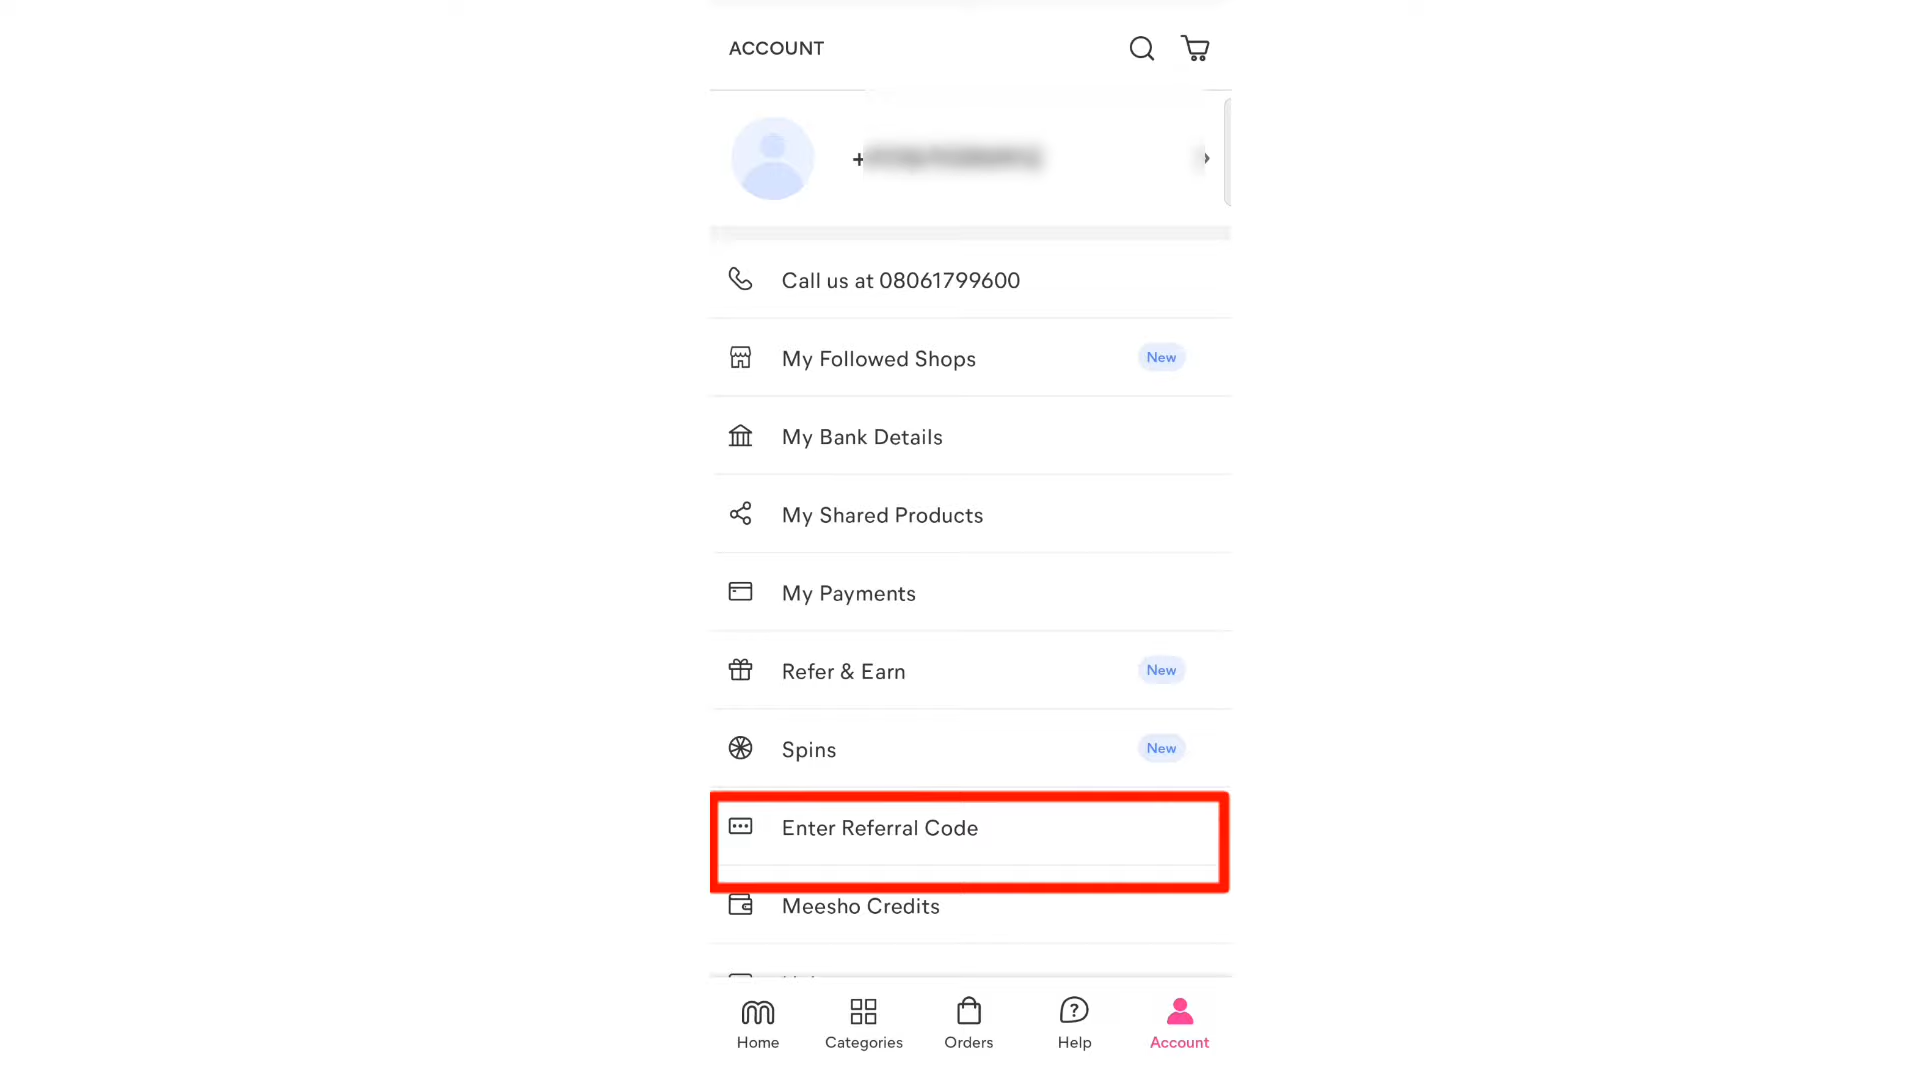 ACCOUNT
+
Call us at 08061799600
My Followed Shops
New
My Bank Details
My Shared Products
My Payments
Refer & Earn
New
Spins
New
Enter Referral Code
Meesho Credits
Home
Categories
Orders
Help
Account